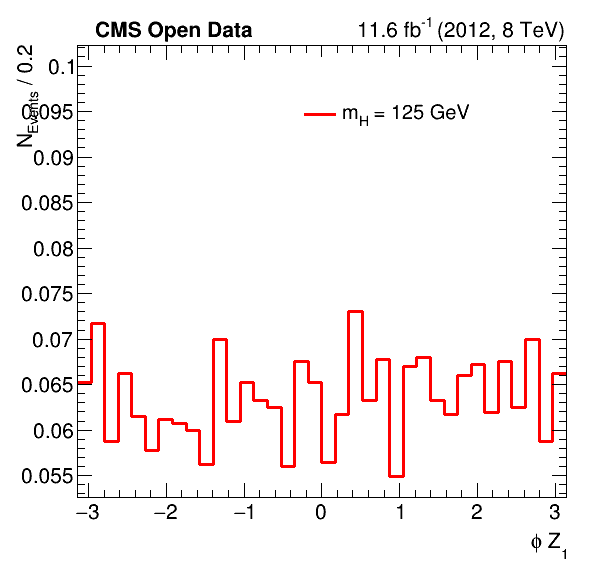 CMS Open Data 11.6 fb⁻¹ (2012, 8 TeV)
N_Events / 0.2
m_H = 125 GeV
0.1
0.095
0.09
0.085
0.08
0.075
0.07
0.065
0.06
0.055
−3 −2 −1 0 1 2 3
ϕ Z₁